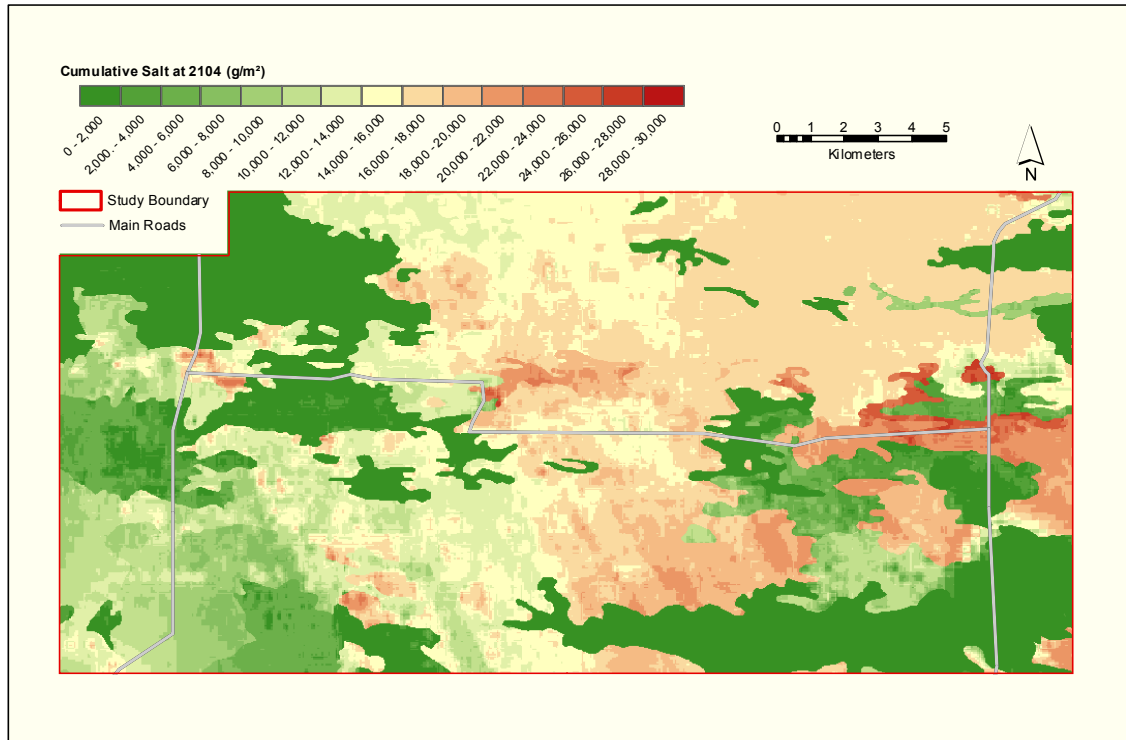 Cumulative Salt at 2104 (g/m²)
0 - 2,000
2,000. - 4,000
4,000 - 6,000
6,000 - 8,000
8,000 - 10,000
10,000 - 12,000
12,000 - 14,000
14,000 - 16,000
16,000 - 18,000
18,000 - 20,000
20,000 - 22,000
22,000 - 24,000
24,000 - 26,000
26,000 - 28,000
28,000 - 30,000
0 1 2 3 4 5
Kilometers
N
Study Boundary
Main Roads